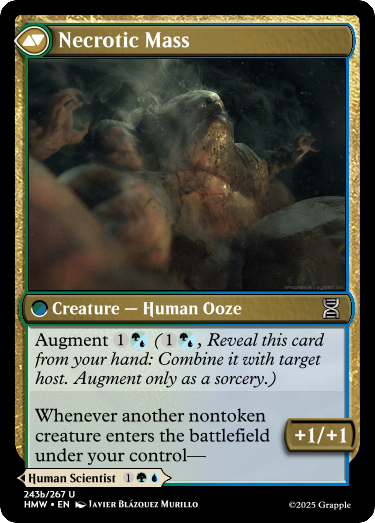 Necrotic Mass
Creature — Human Ooze
Augment 1 (1, Reveal this card
from your hand: Combine it with target
host. Augment only as a sorcery.)
Whenever another nontoken
creature enters the battlefield
under your control—
+1/+1
Human Scientist 1
243b/267 U
HMW • EN Javier Blázquez Murillo
©2025 Grapple